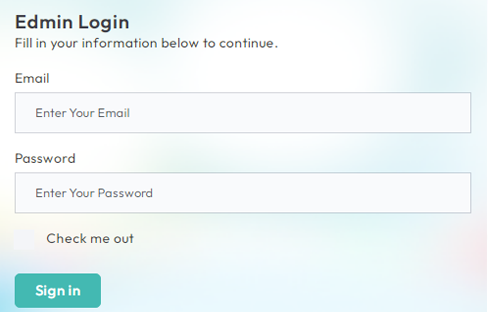 Edmin Login
Fill in your information below to continue.
Email
Enter Your Email
Password
Enter Your Password
Check me out
Sign in